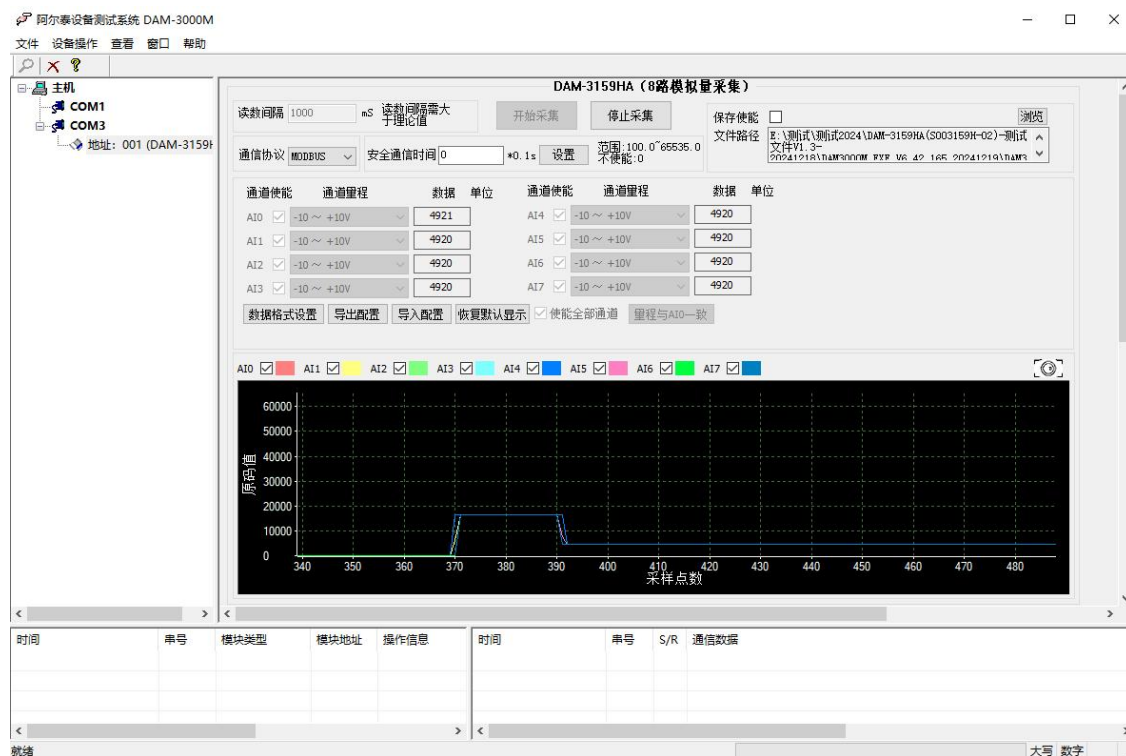 阿尔泰设备测试系统 DAM-3000M
文件 设备操作 查看 窗口 帮助
主机
COM1
COM3
地址：001 (DAM-3159H
DAM-3159HA（8路模拟量采集）
读数间隔 1000 mS 读数间隔需大于理论值 开始采集 停止采集
保存使能 浏览
文件路径 E:\测试\测试2024\DAM-3159HA(S003159H-02)-测试
文件V1.3-
20241218\DAM3000M EXE V6.42.165 20241219\DAM3
通信协议 MODBUS 安全通信时间 0 *0.1s 设置 范围:100.0~65535.0 不使能:0
通道使能 通道量程 数据 单位 通道使能 通道量程 数据 单位
AI0 -10 ～ +10V 4921 AI4 -10 ～ +10V 4920
AI1 -10 ～ +10V 4920 AI5 -10 ～ +10V 4920
AI2 -10 ～ +10V 4920 AI6 -10 ～ +10V 4920
AI3 -10 ～ +10V 4920 AI7 -10 ～ +10V 4920
数据格式设置 导出配置 导入配置 恢复默认显示 使能全部通道 里程与AI0一致
AI0 AI1 AI2 AI3 AI4 AI5 AI6 AI7
60000
50000
40000
30000
20000
10000
0
原码值
340 350 360 370 380 390 400 410 420 430 440 450 460 470 480
采样点数
时间 串号 模块类型 模块地址 操作信息 时间 串号 S/R 通信数据
就绪 大写 数字